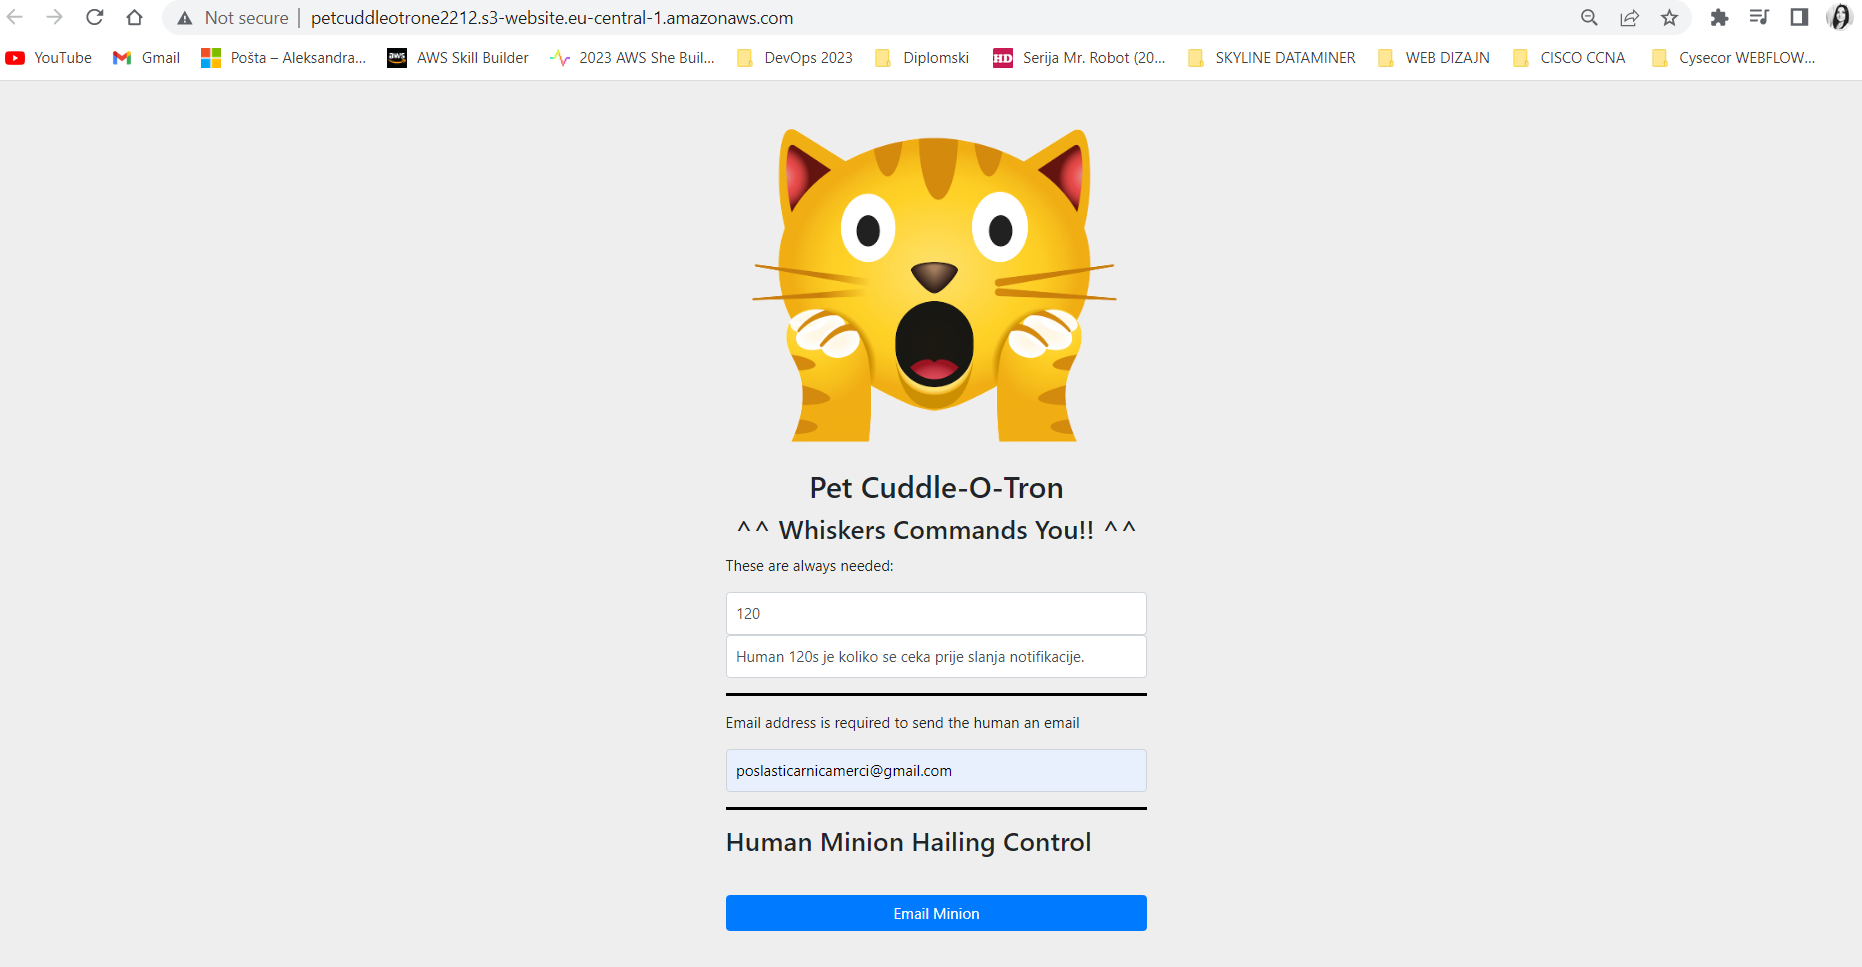 Not secure | petcuddleotrone2212.s3-website.eu-central-1.amazonaws.com
YouTube Gmail Pošta – Aleksandra... aws AWS Skill Builder 2023 AWS She Buil... DevOps 2023 Diplomski HD Serija Mr. Robot (20... SKYLINE DATAMINER WEB DIZAJN CISCO CCNA Cysecor WEBFLOW...
Pet Cuddle-O-Tron
^^ Whiskers Commands You!! ^^
These are always needed:
120
Human 120s je koliko se ceka prije slanja notifikacije.
Email address is required to send the human an email
poslasticarnicamerci@gmail.com
Human Minion Hailing Control
Email Minion